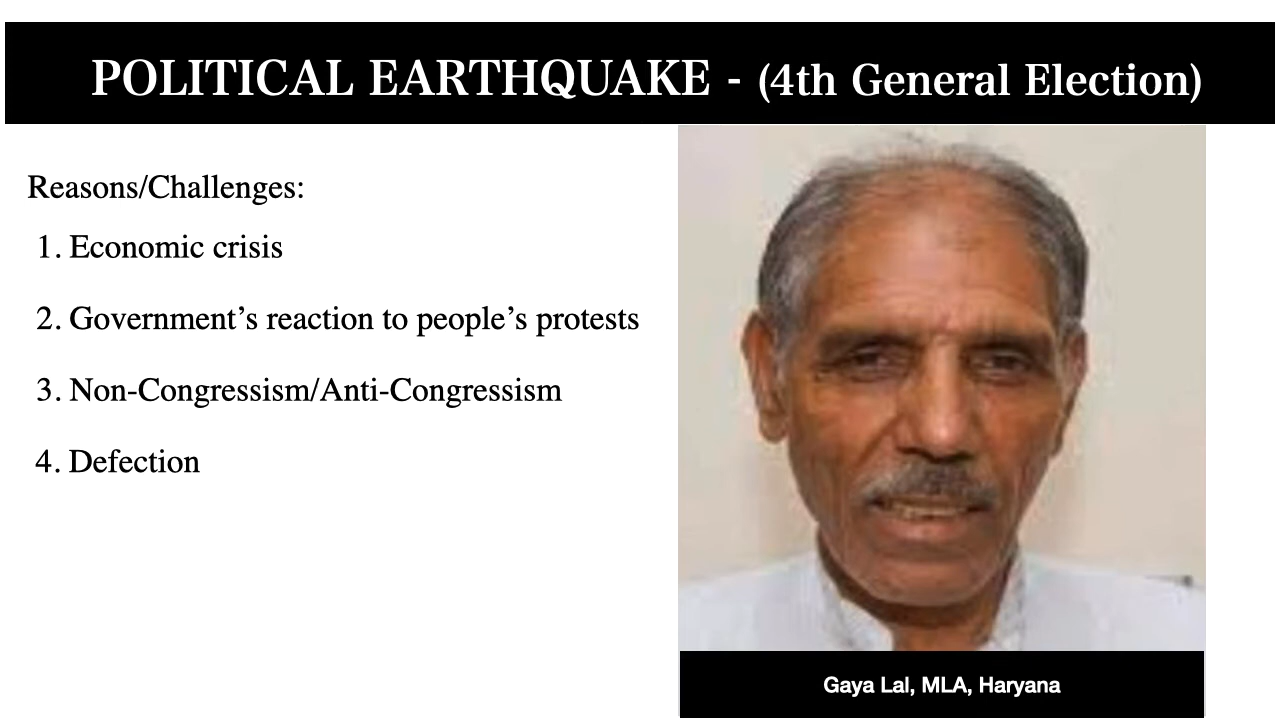 POLITICAL EARTHQUAKE - (4th General Election)
Reasons/Challenges:
1. Economic crisis
2. Government’s reaction to people’s protests
3. Non-Congressism/Anti-Congressism
4. Defection
Gaya Lal, MLA, Haryana